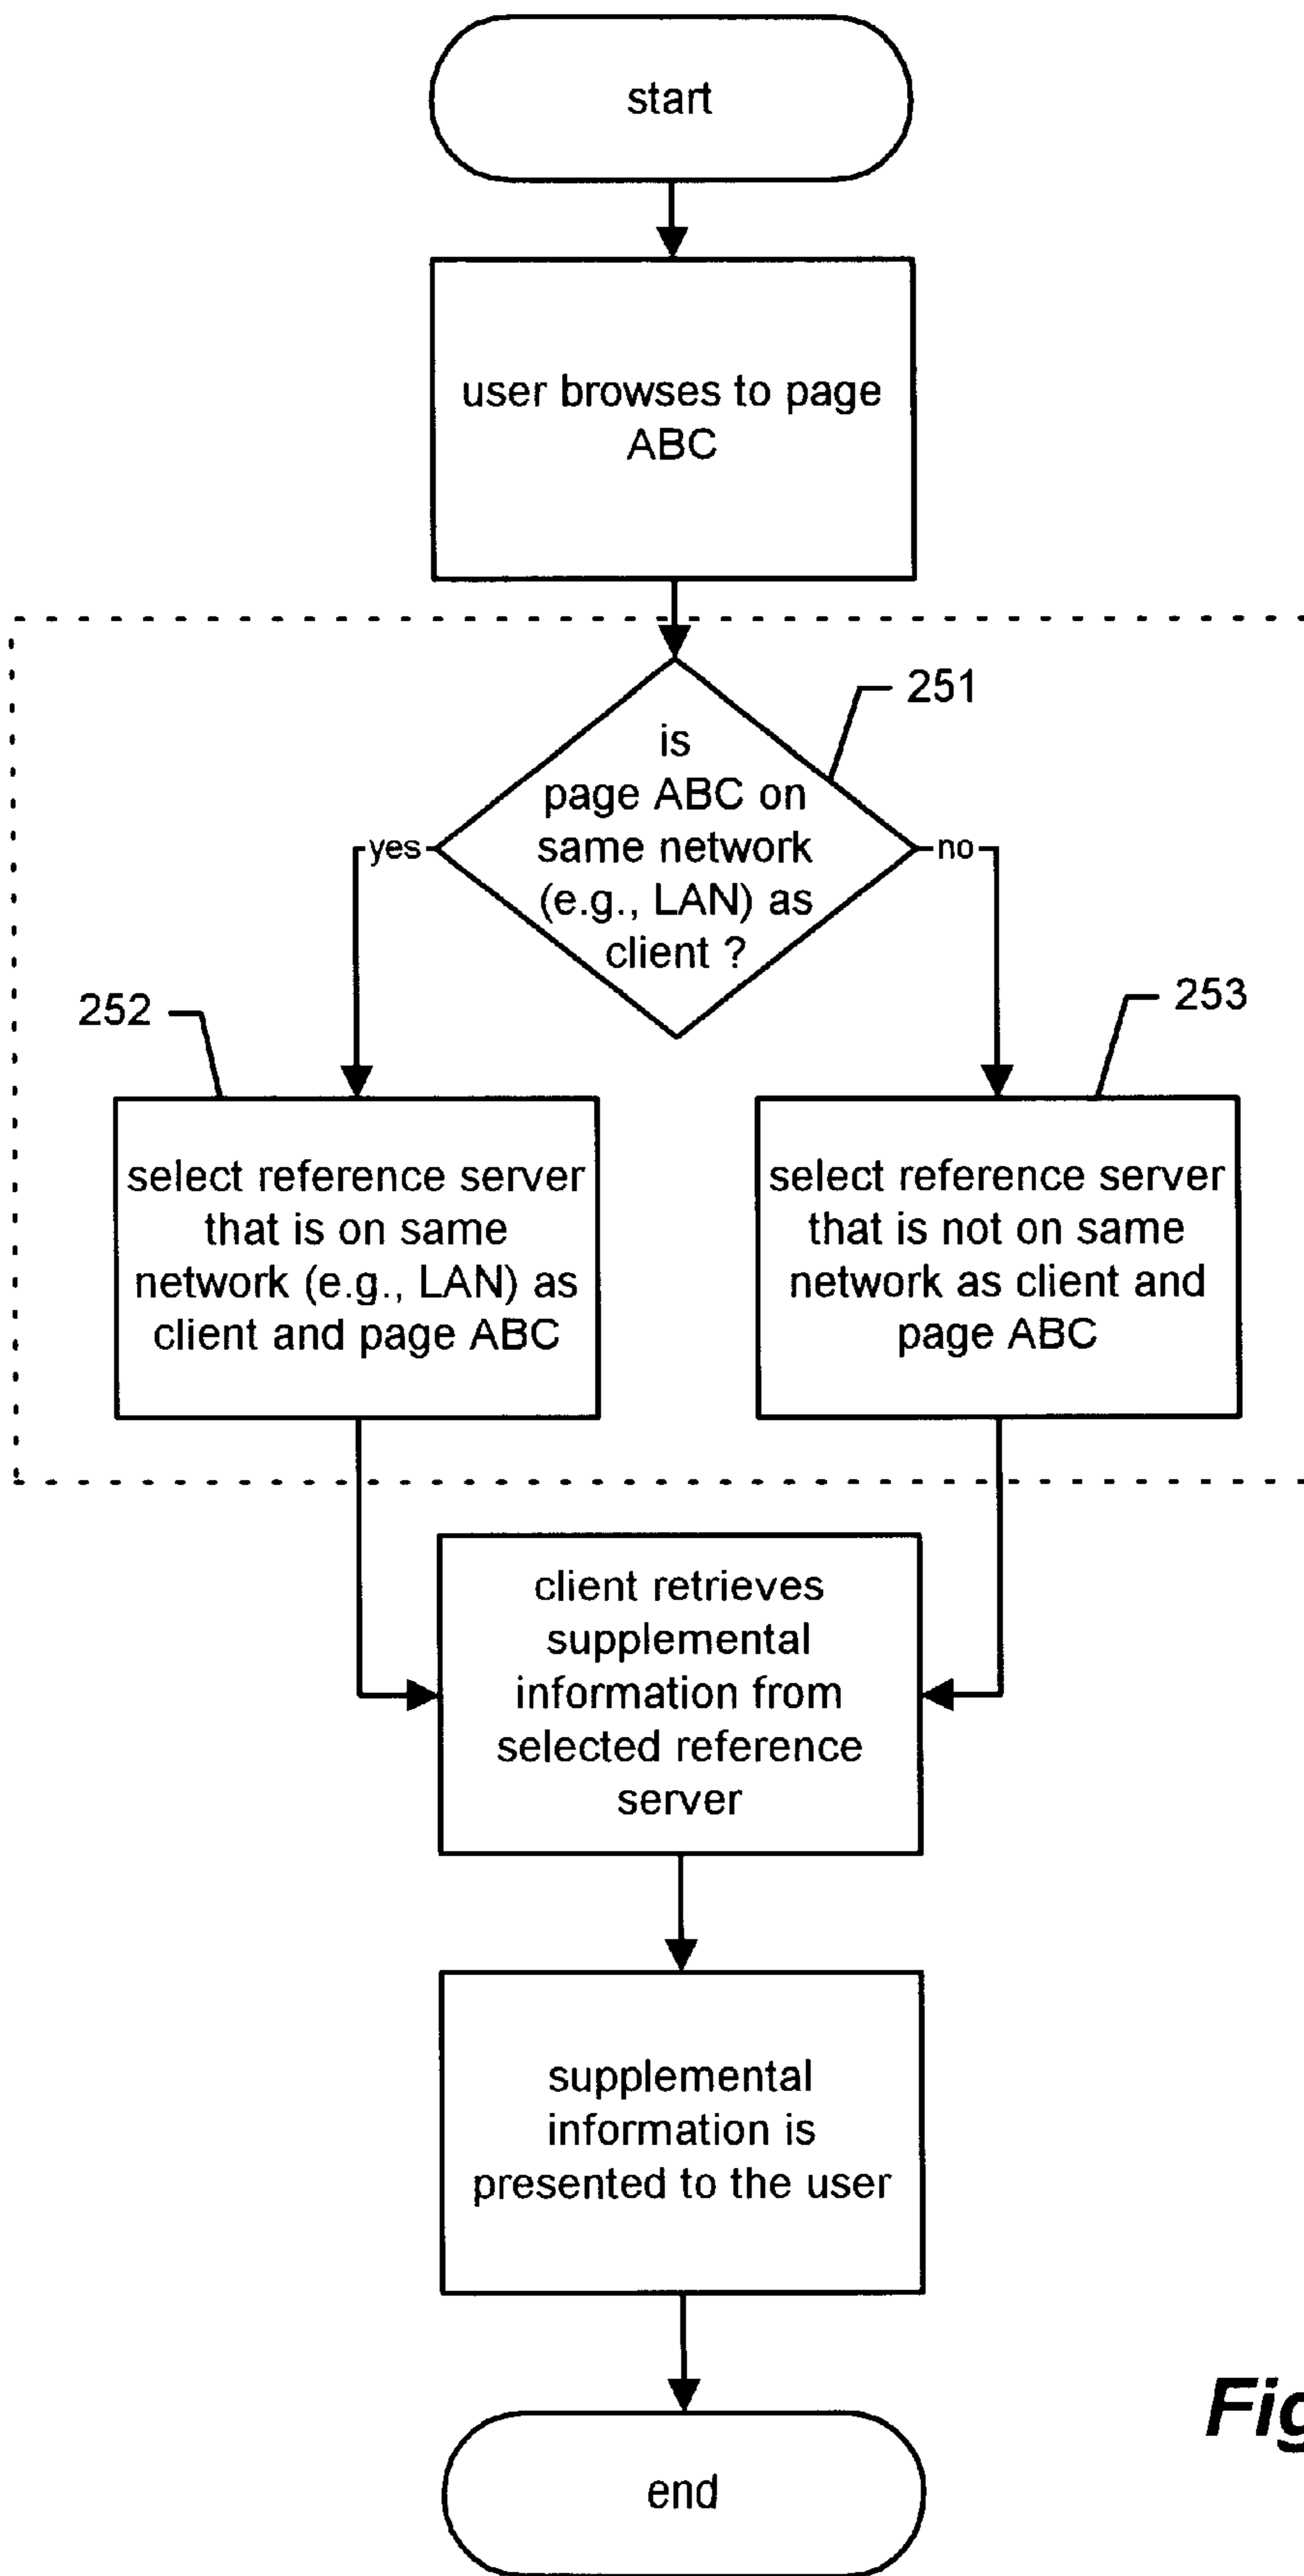 start
user browses to page
ABC
251
is
page ABC on
same network
(e.g., LAN) as
client ?
yes
no
252
253
select reference server
that is on same
network (e.g., LAN) as
client and page ABC
select reference server
that is not on same
network as client and
page ABC
client retrieves
supplemental
information from
selected reference
server
supplemental
information is
presented to the user
Fig
end